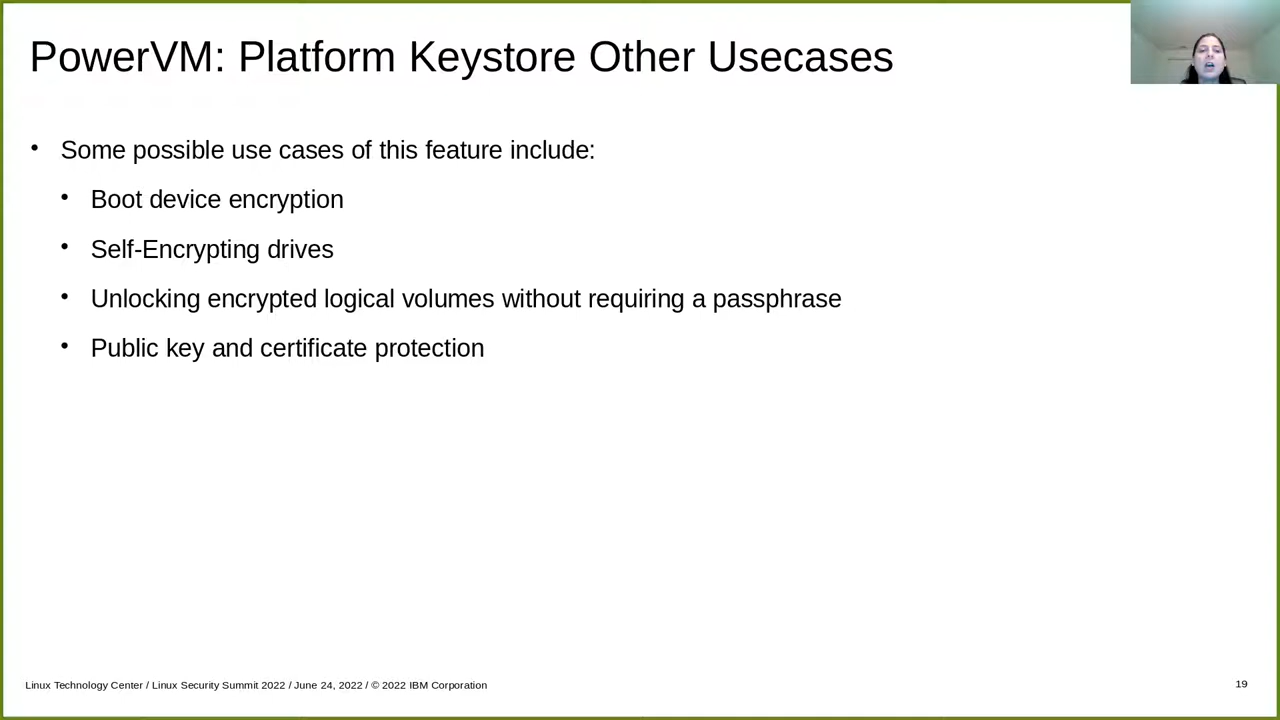 PowerVM: Platform Keystore Other Usecases
• Some possible use cases of this feature include:
• Boot device encryption
• Self-Encrypting drives
• Unlocking encrypted logical volumes without requiring a passphrase
• Public key and certificate protection
Linux Technology Center / Linux Security Summit 2022 / June 24, 2022 / © 2022 IBM Corporation
19